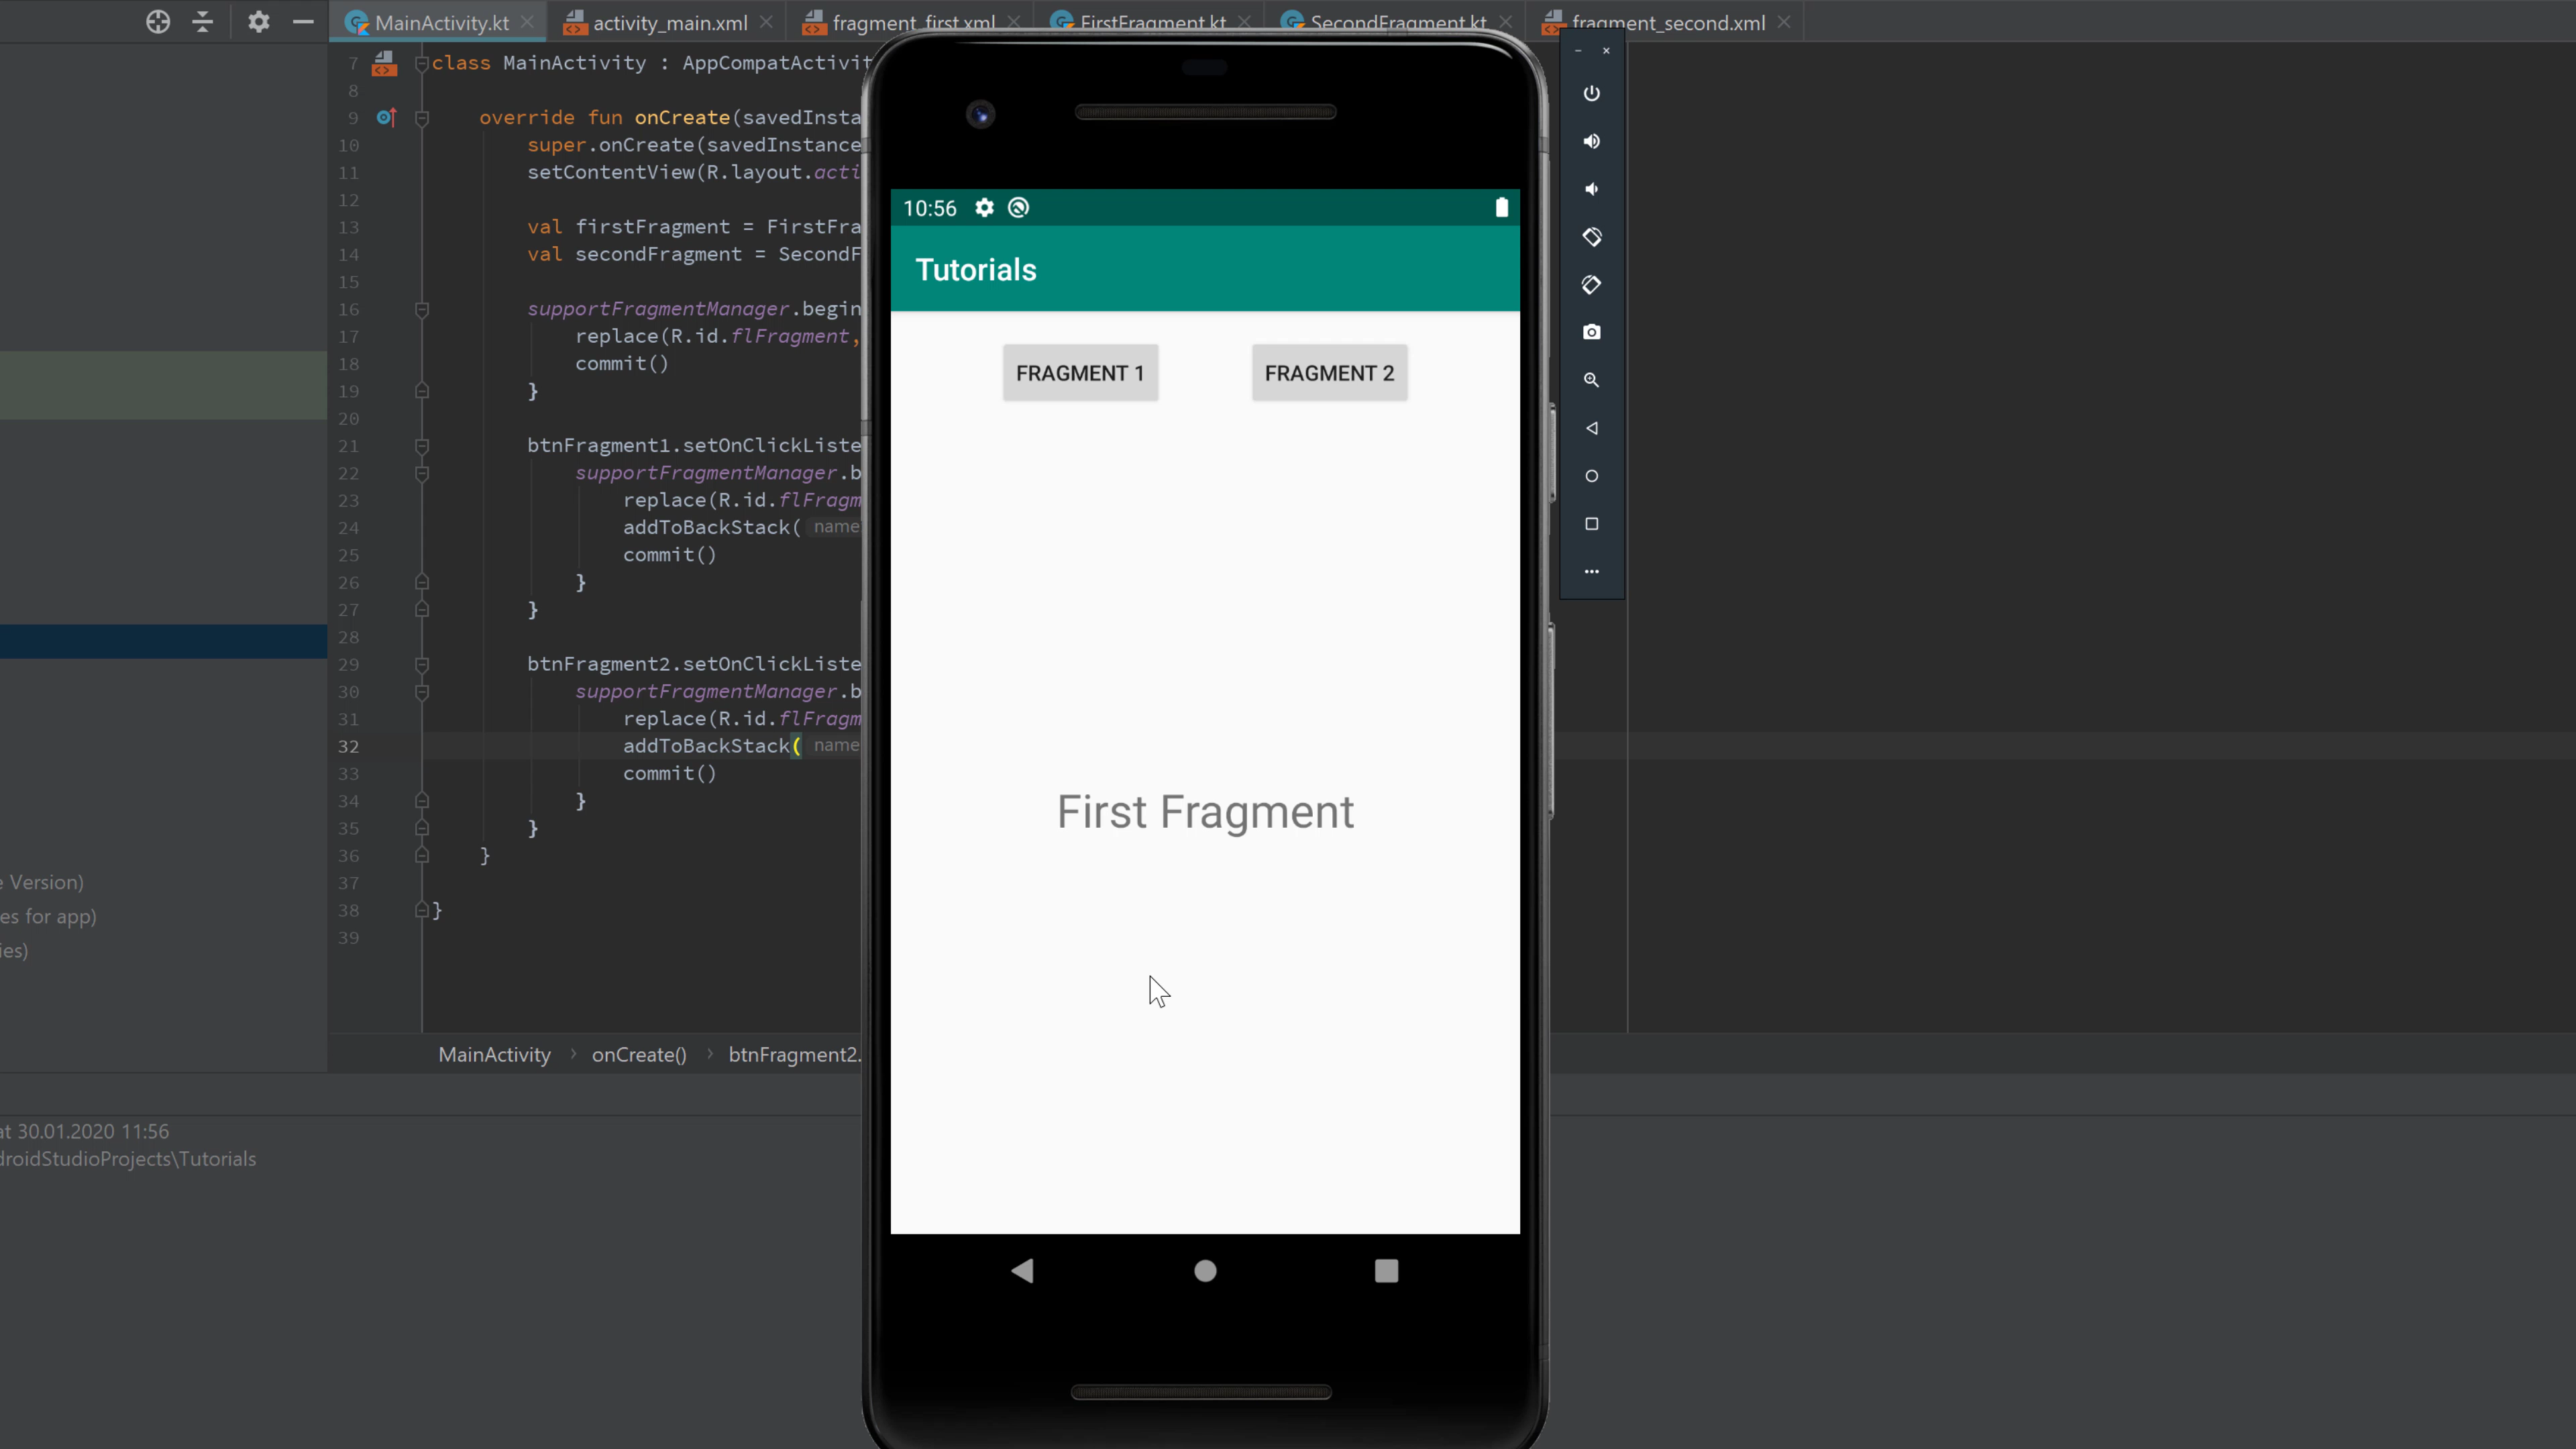 MainActivity.kt activity_main.xml fragment_first.xml FirstFragment.kt SecondFragment.kt fragment_second.xml
7 class MainActivity : AppCompatActivit
8
9 override fun onCreate(savedInsta
10 super.onCreate(savedInstance
11 setContentView(R.layout.acti
12
13 val firstFragment = FirstFra
14 val secondFragment = SecondF
15
16 supportFragmentManager.begin
17 replace(R.id.flFragment,
18 commit()
19 }
20
21 btnFragment1.setOnClickListe
22 supportFragmentManager.b
23 replace(R.id.flFragm
24 addToBackStack( name
25 commit()
26 }
27 }
28
29 btnFragment2.setOnClickListe
30 supportFragmentManager.b
31 replace(R.id.flFragm
32 addToBackStack( name
33 commit()
34 }
35 }
36 }
37
38 }
39
MainActivity > onCreate() > btnFragment2.
e Version)
es for app)
ies)
at 30.01.2020 11:56
droidStudioProjects\Tutorials
10:56
Tutorials
FRAGMENT 1 FRAGMENT 2
First Fragment